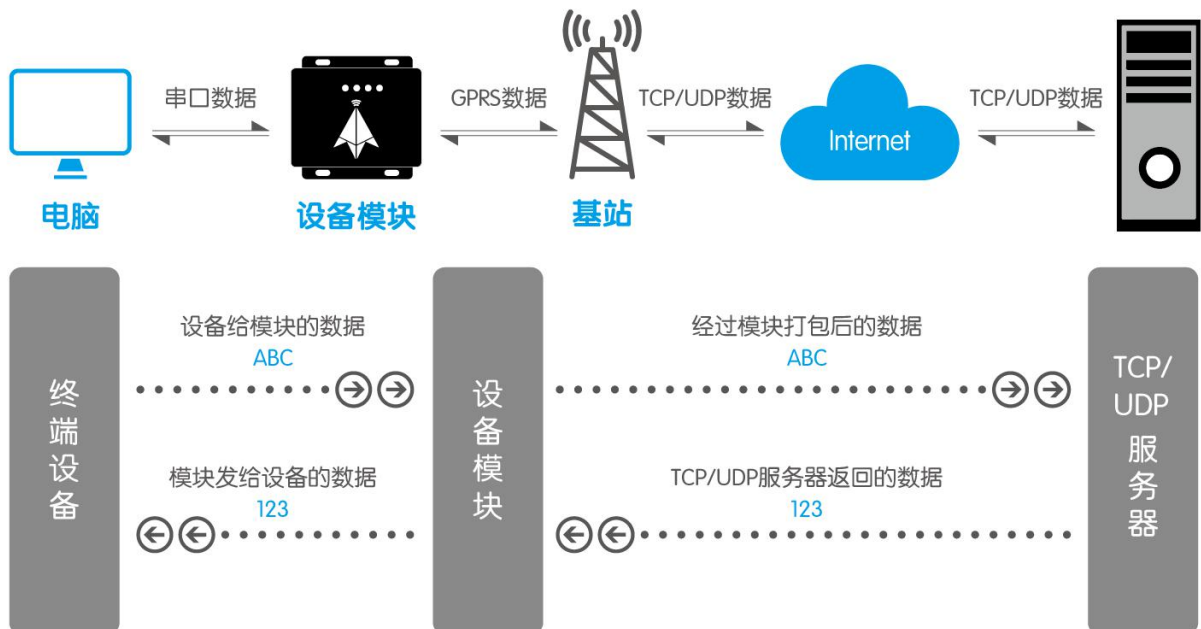 串口数据
GPRS数据
TCP/UDP数据
Internet
TCP/UDP数据
电脑
设备模块
基站
终端设备
设备给模块的数据
ABC
模块发给设备的数据
123
设备模块
经过模块打包后的数据
ABC
TCP/UDP服务器返回的数据
123
TCP/
UDP
服务器